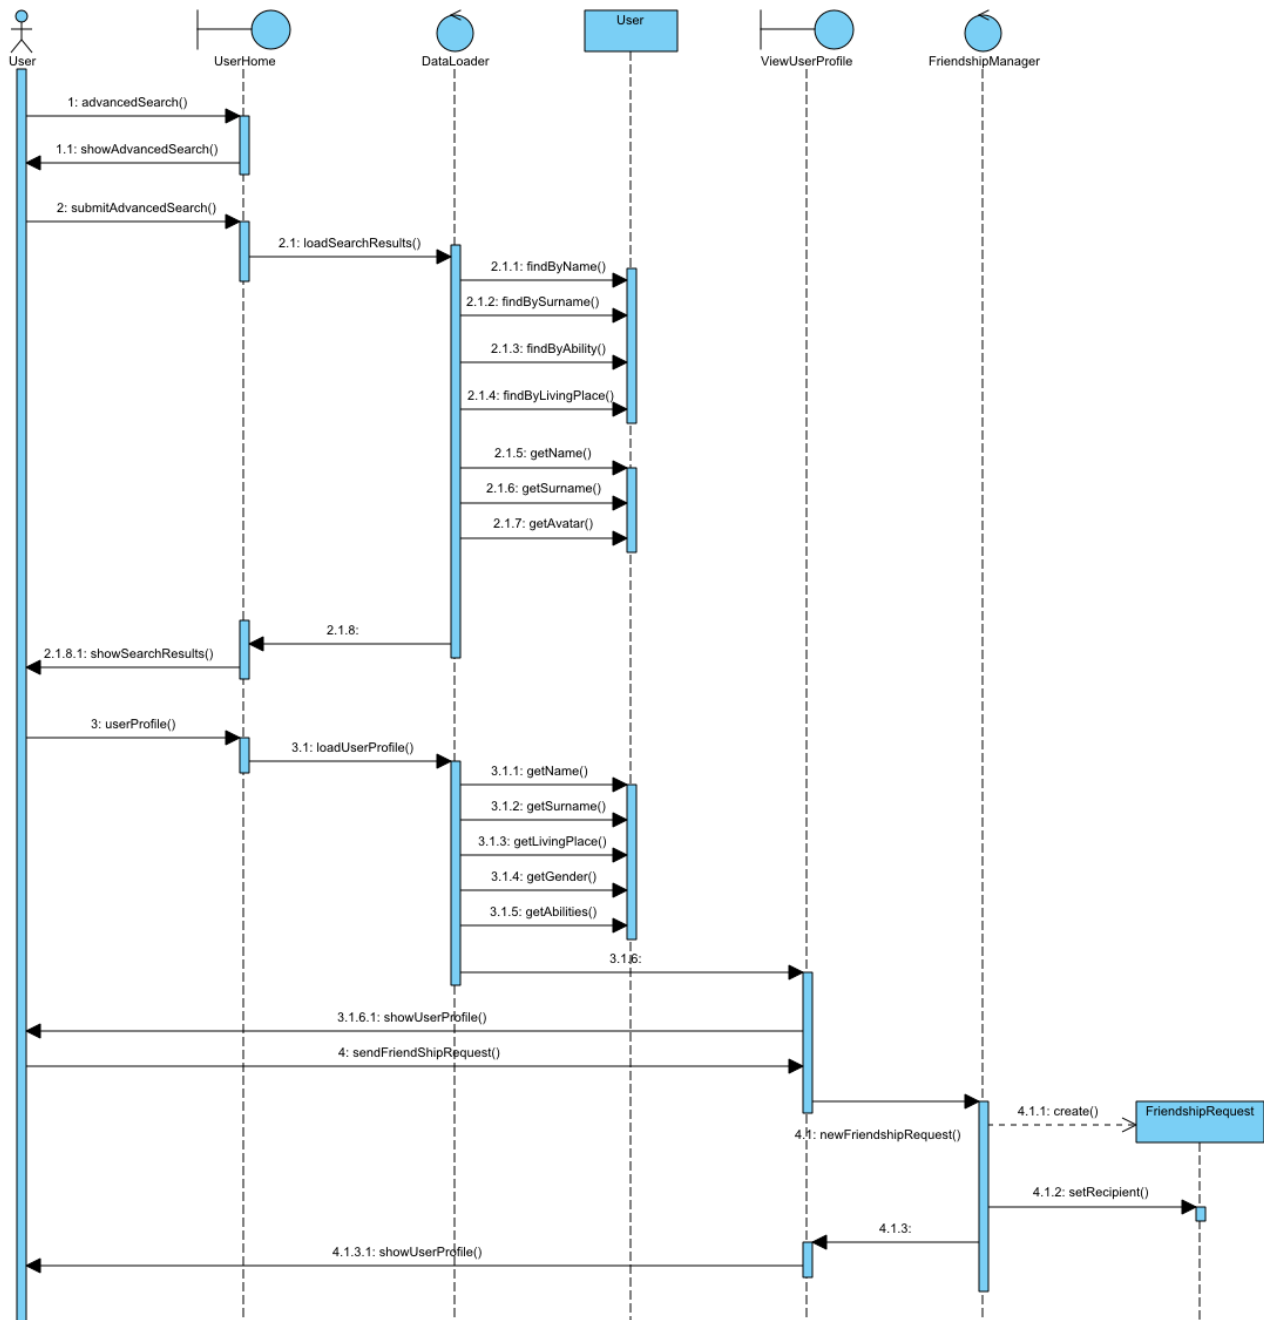 User
UserHome
DataLoader
User
ViewUserProfile
FriendshipManager
1: advancedSearch()
1.1: showAdvancedSearch()
2: submitAdvancedSearch()
2.1: loadSearchResults()
2.1.1: findByName()
2.1.2: findBySurname()
2.1.3: findByAbility()
2.1.4: findByLivingPlace()
2.1.5: getName()
2.1.6: getSurname()
2.1.7: getAvatar()
2.1.8:
2.1.8.1: showSearchResults()
3: userProfile()
3.1: loadUserProfile()
3.1.1: getName()
3.1.2: getSurname()
3.1.3: getLivingPlace()
3.1.4: getGender()
3.1.5: getAbilities()
3.1.6:
3.1.6.1: showUserProfile()
4: sendFriendShipRequest()
4.1: newFriendshipRequest()
4.1.1: create()
FriendshipRequest
4.1.2: setRecipient()
4.1.3:
4.1.3.1: showUserProfile()